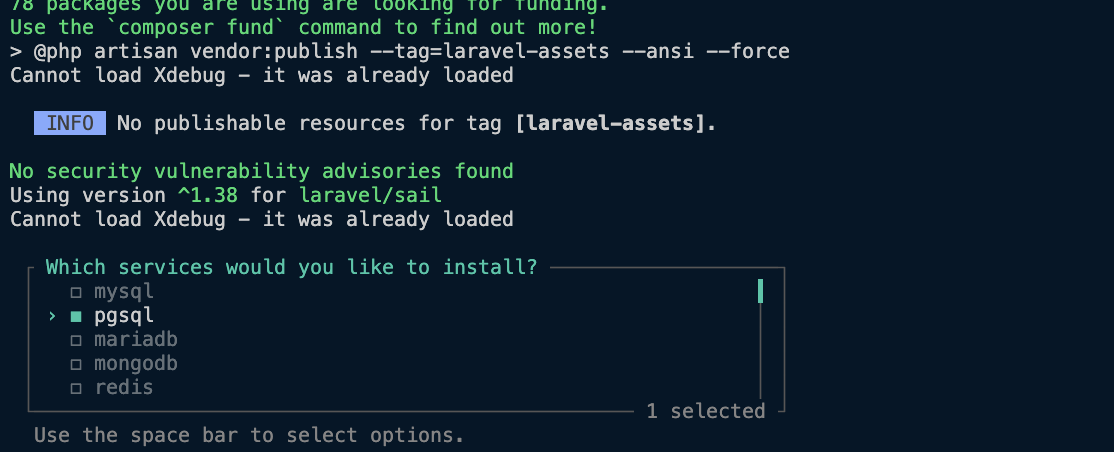 78 packages you are using are looking for funding.
Use the `composer fund` command to find out more!
> @php artisan vendor:publish --tag=laravel-assets --ansi --force
Cannot load Xdebug - it was already loaded
INFO No publishable resources for tag [laravel-assets].
No security vulnerability advisories found
Using version ^1.38 for laravel/sail
Cannot load Xdebug - it was already loaded
Which services would you like to install?
mysql
› pgsql
mariadb
mongodb
redis
1 selected
Use the space bar to select options.